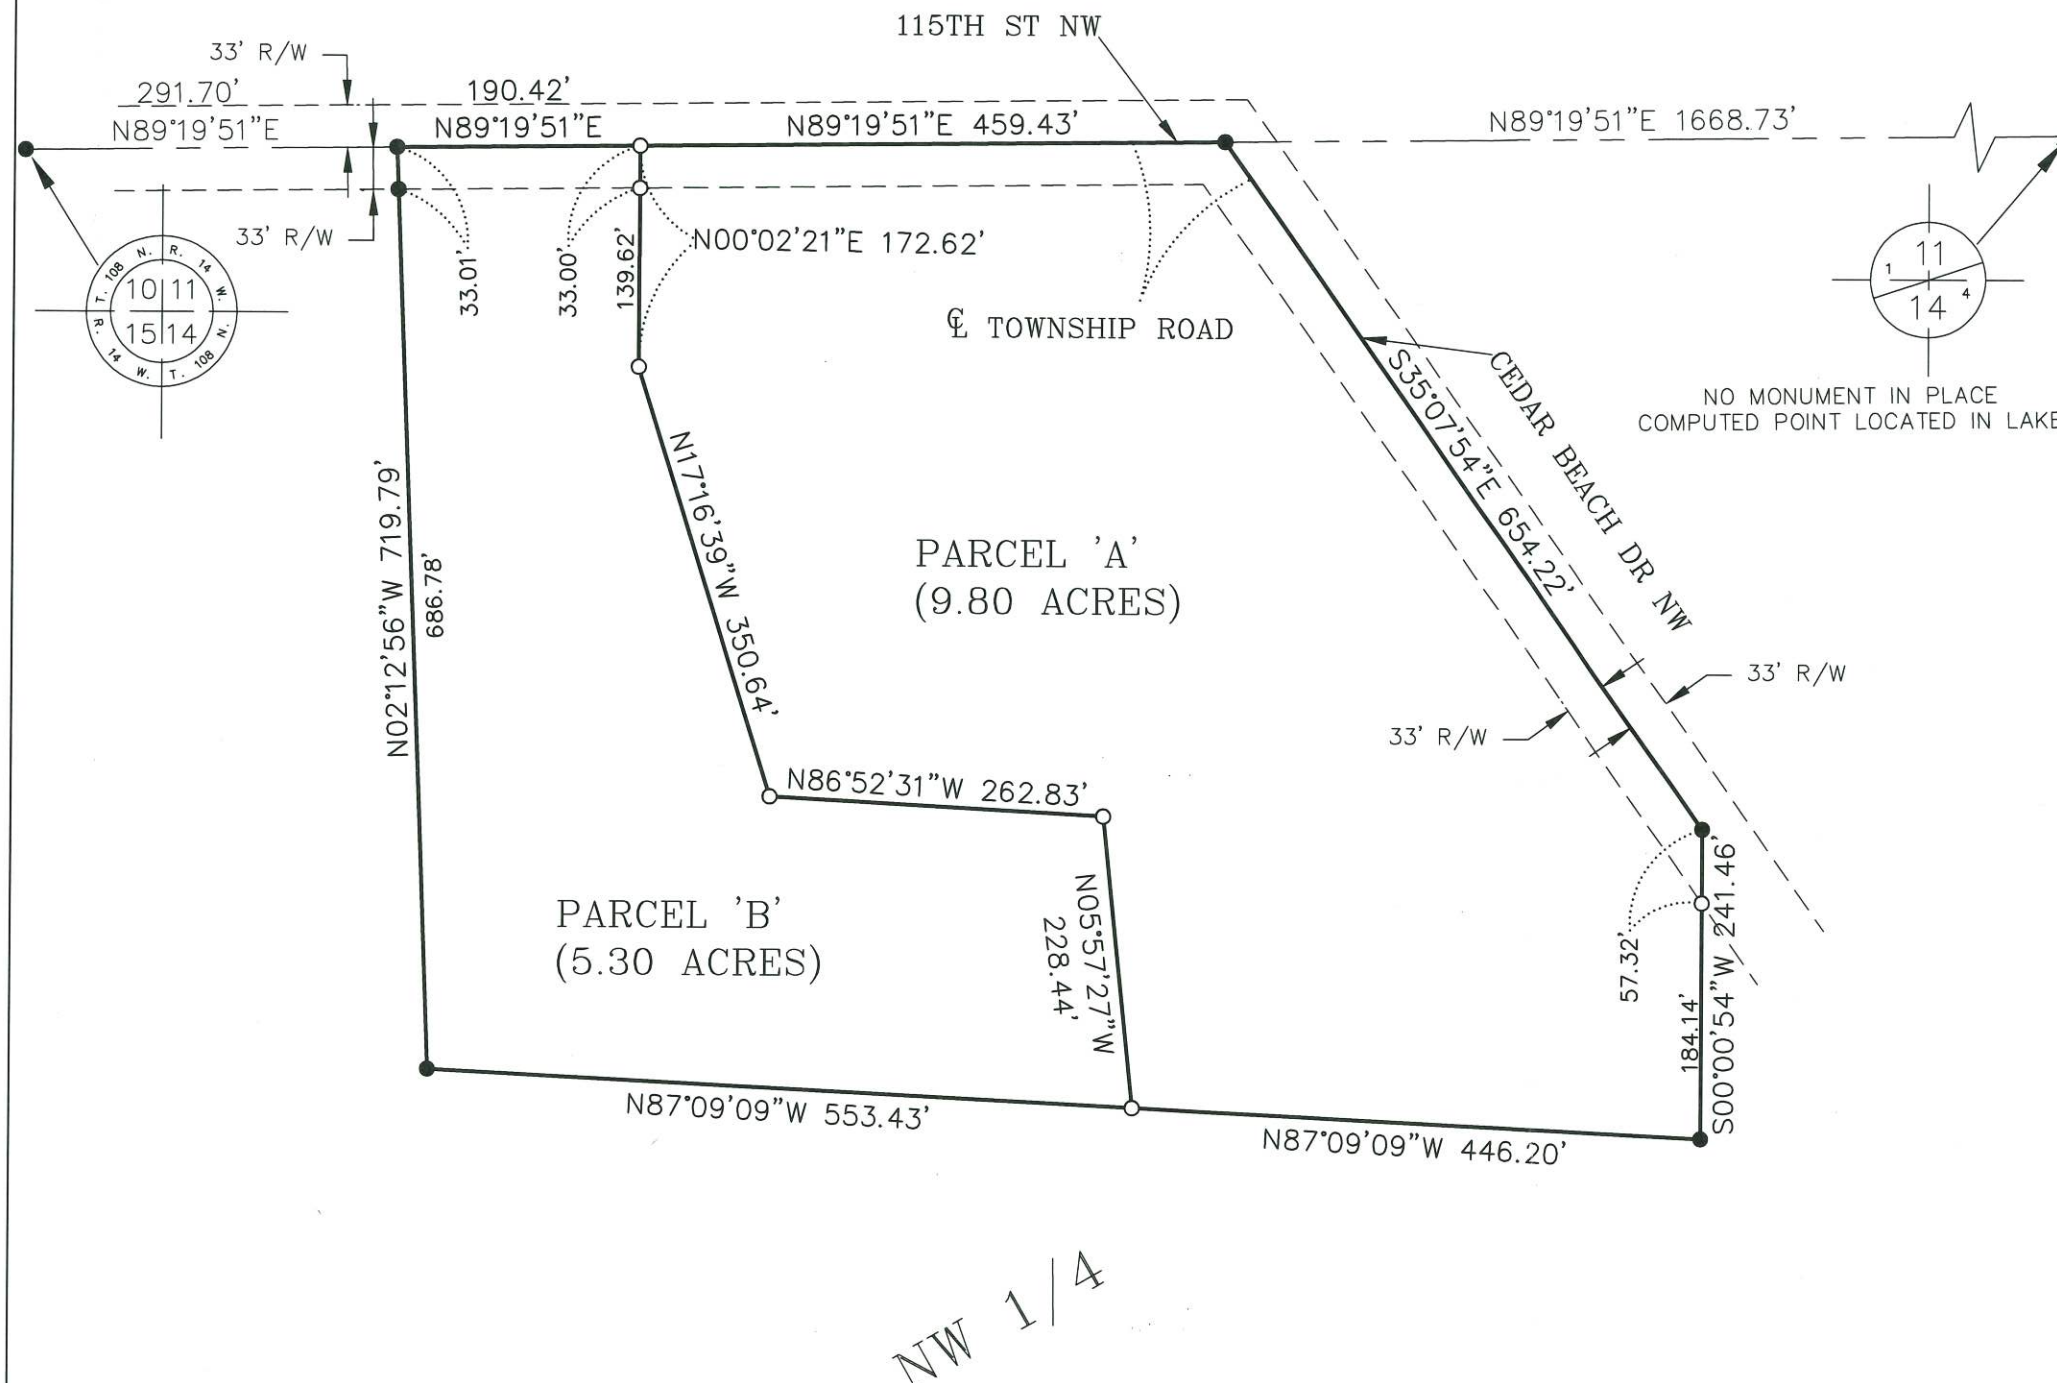 115TH ST NW
33' R/W
291.70'
190.42'
N89°19'51"E
N89°19'51"E
N89°19'51"E 459.43'
N89°19'51"E 1668.73'
33' R/W
33.01'
33.00'
139.62'
N00°02'21"E 172.62'
℄ TOWNSHIP ROAD
T. 108 N. R. 14 W.
10 11
15 14
R. 14 W. T. 108 N.
11
1
4
14
NO MONUMENT IN PLACE
COMPUTED POINT LOCATED IN LAKE
CEDAR BEACH DR NW
S35°07'54"E 654.22'
N02°12'56"W 719.79'
686.78'
N17°16'39"W 350.64'
PARCEL 'A'
(9.80 ACRES)
33' R/W
33' R/W
N86°52'31"W 262.83'
PARCEL 'B'
(5.30 ACRES)
N05°57'27"W
228.44'
57.32'
184.14'
S00°00'54"W 241.46'
N87°09'09"W 553.43'
N87°09'09"W 446.20'
NW 1/4